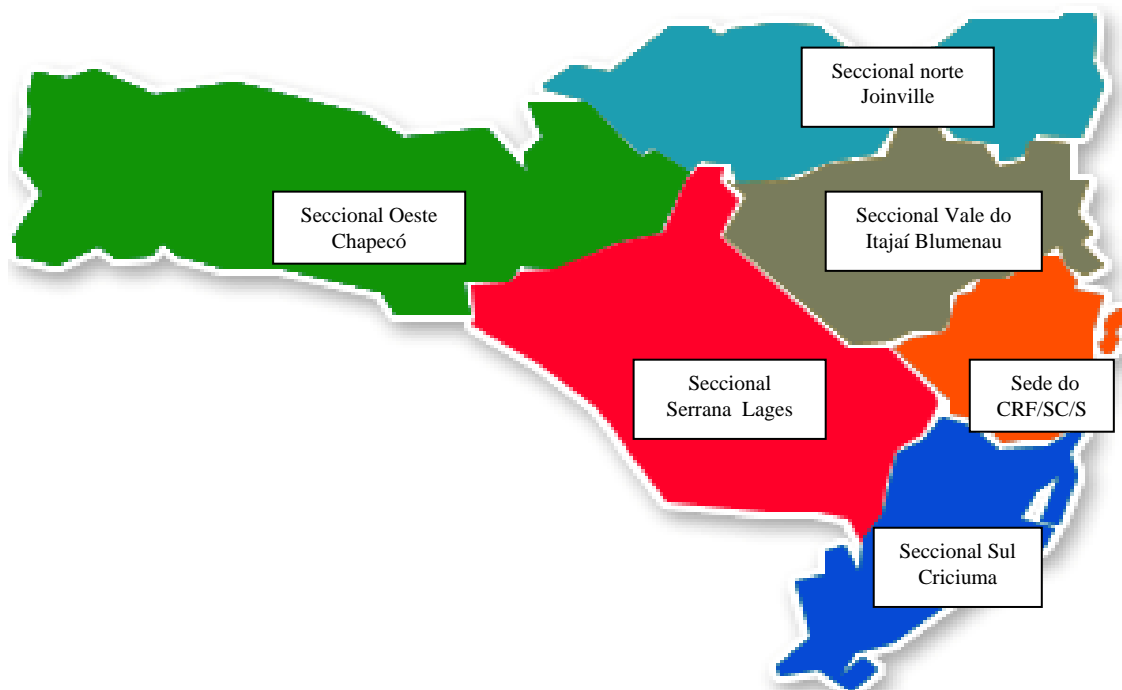 Seccional norte
Joinville
Seccional Oeste
Chapecó
Seccional Vale do
Itajaí Blumenau
Seccional
Serrana Lages
Sede do
CRF/SC/S
Seccional Sul
Criciuma